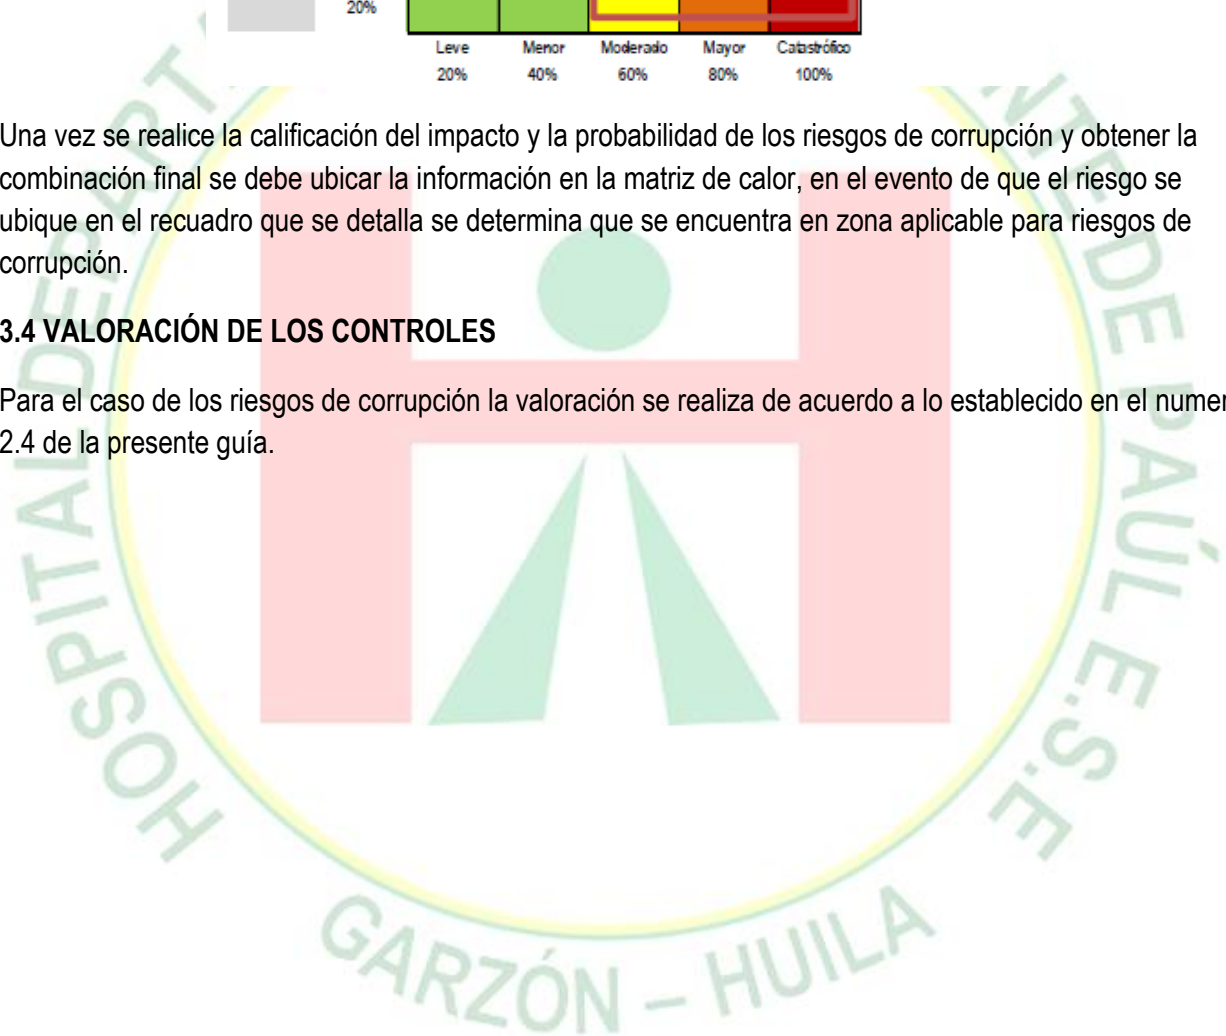 20%
Leve Menor Moderado Mayor Catastrófico
20% 40% 60% 80% 100%
Una vez se realice la calificación del impacto y la probabilidad de los riesgos de corrupción y obtener la
combinación final se debe ubicar la información en la matriz de calor, en el evento de que el riesgo se
ubique en el recuadro que se detalla se determina que se encuentra en zona aplicable para riesgos de
corrupción.
3.4 VALORACIÓN DE LOS CONTROLES
Para el caso de los riesgos de corrupción la valoración se realiza de acuerdo a lo establecido en el numer
2.4 de la presente guía.
HOSPITAL DEPART
NTE DE PAÚL E.S.E
GARZÓN – HUILA